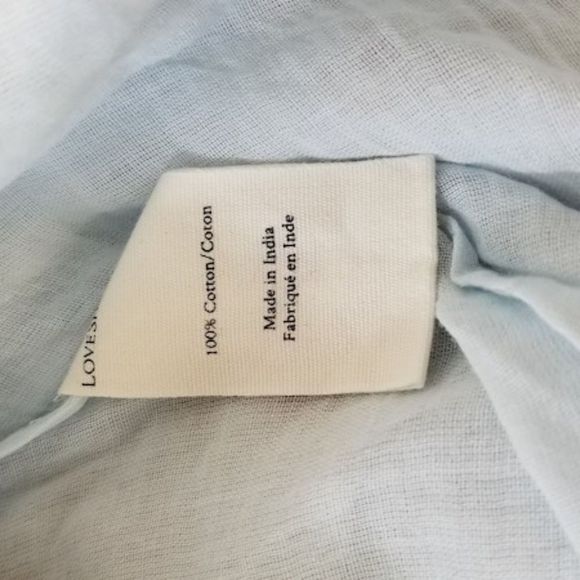 100% Cotton/Coton
Made in India
Fabriqué en Inde